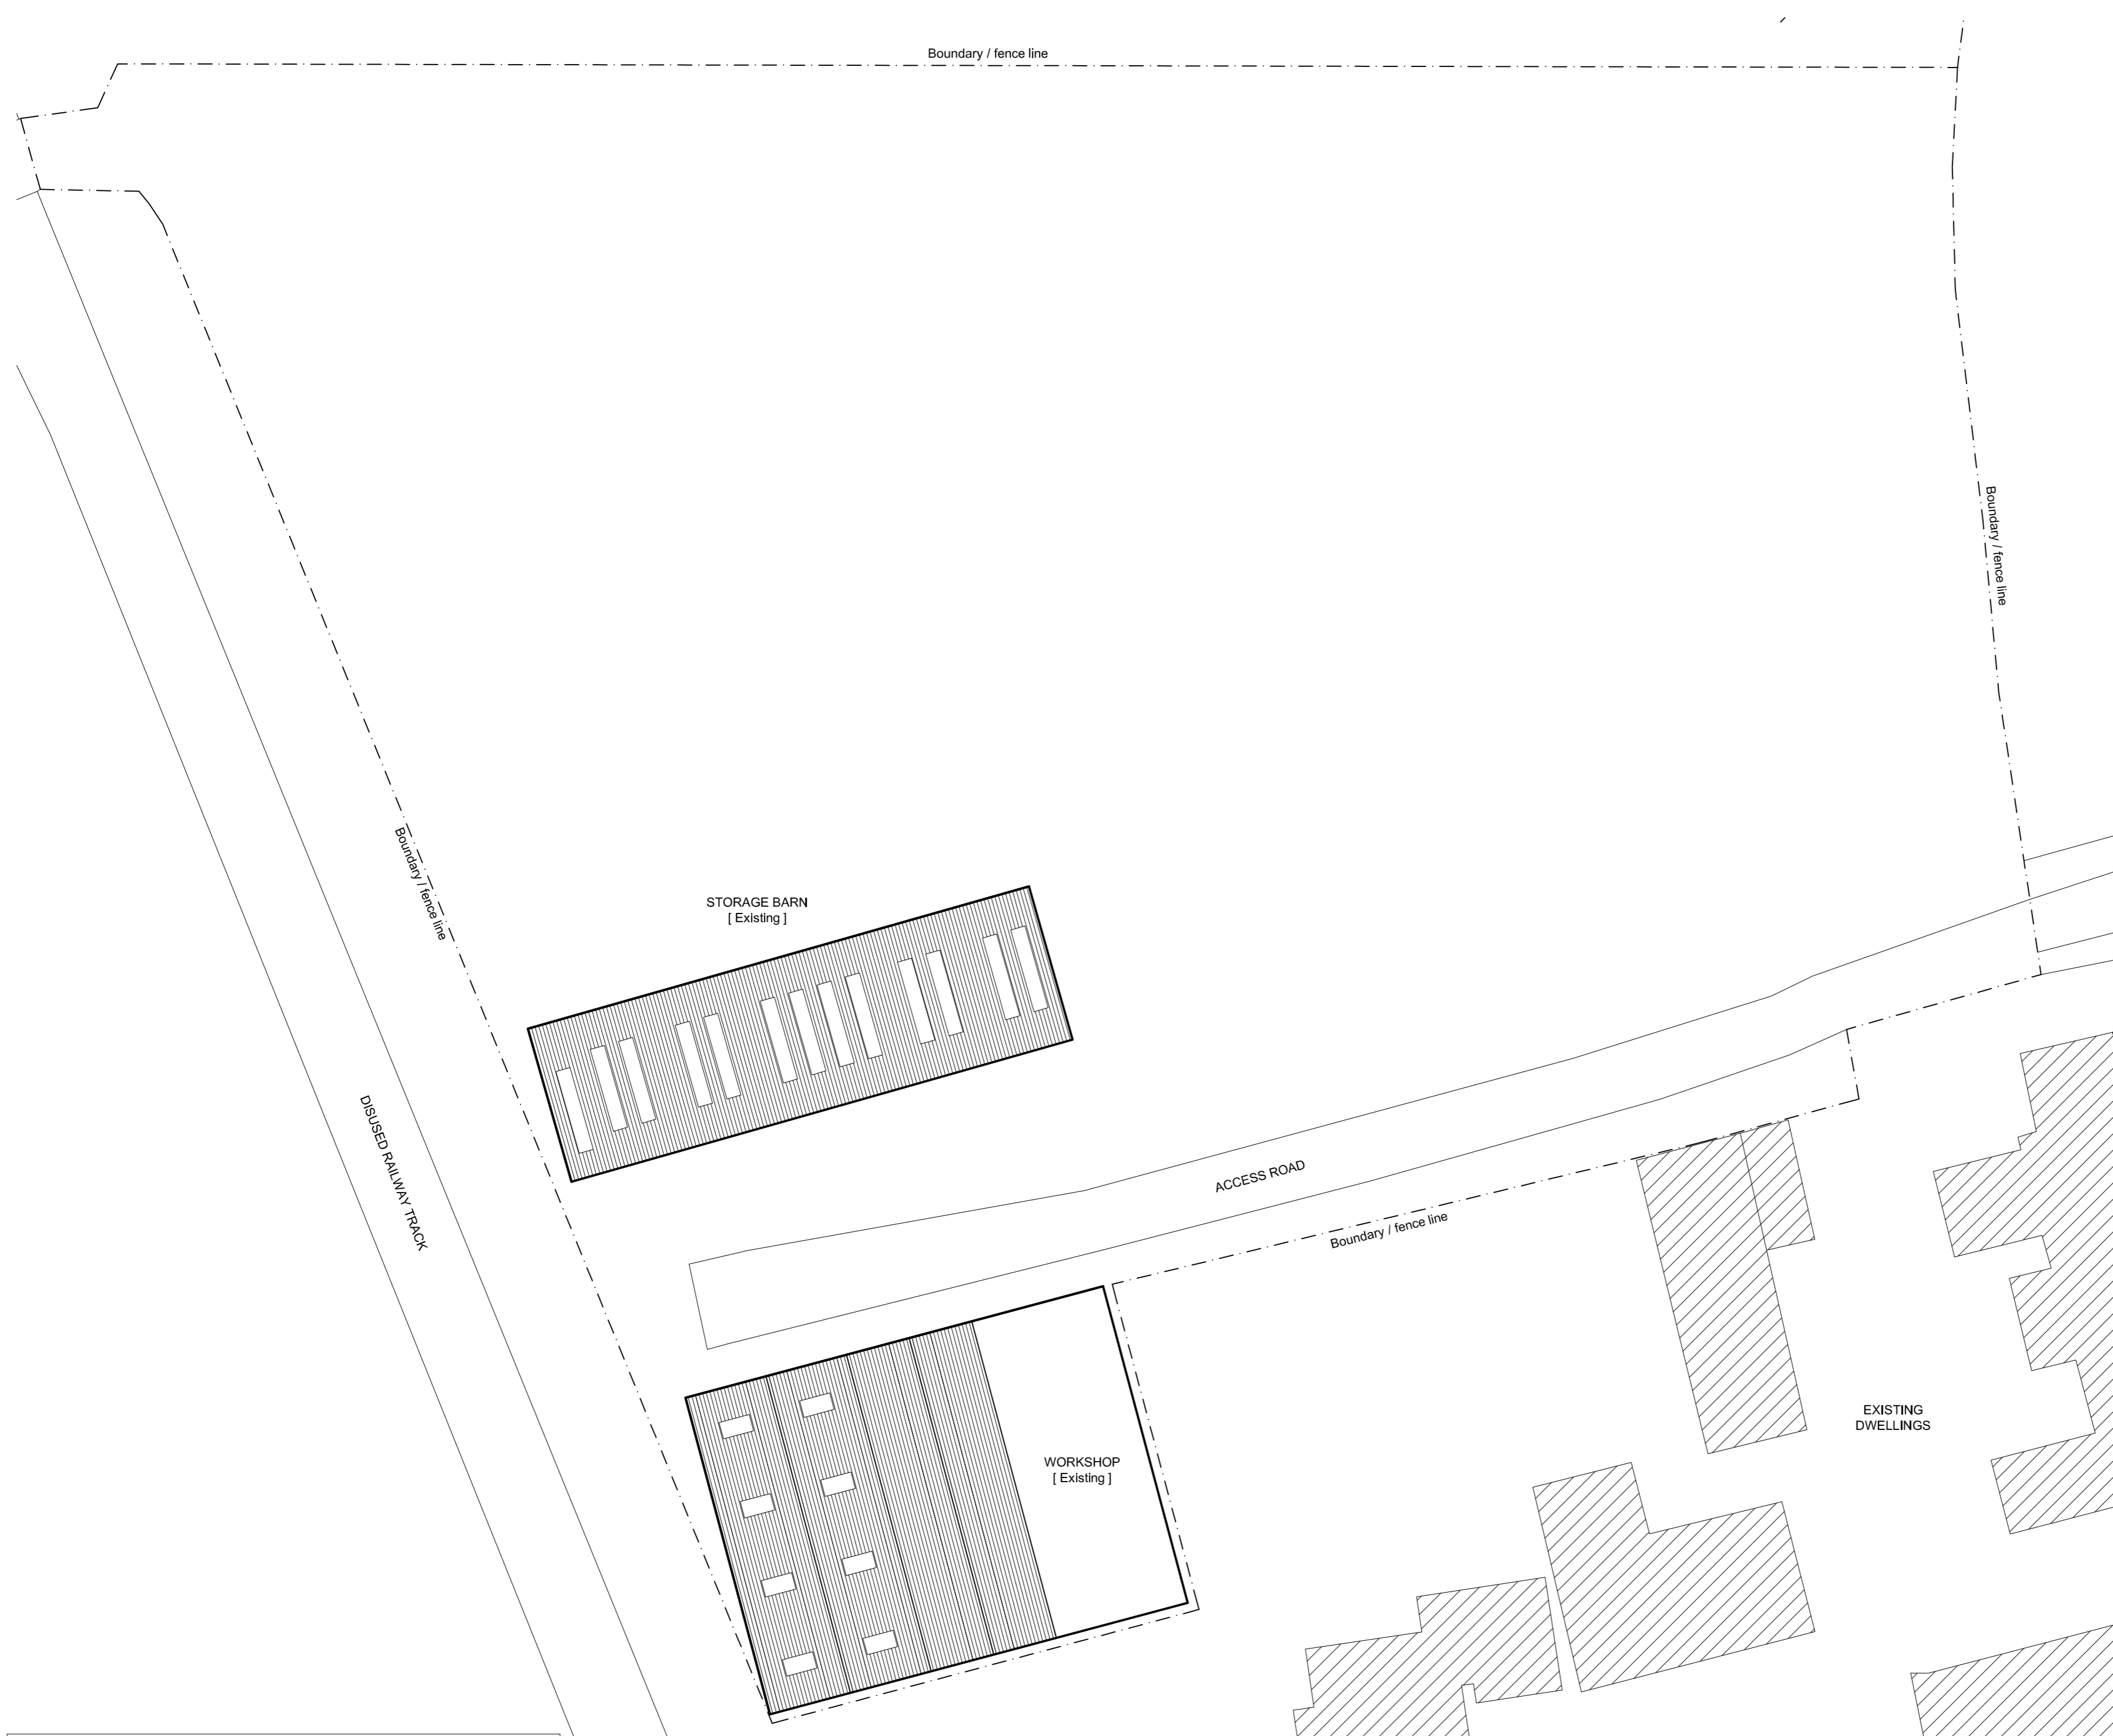 Boundary / fence line
Boundary / fence line
Boundary / fence line
STORAGE BARN
[ Existing ]
DISUSED RAILWAY TRACK
ACCESS ROAD
Boundary / fence line
EXISTING
DWELLINGS
WORKSHOP
[ Existing ]